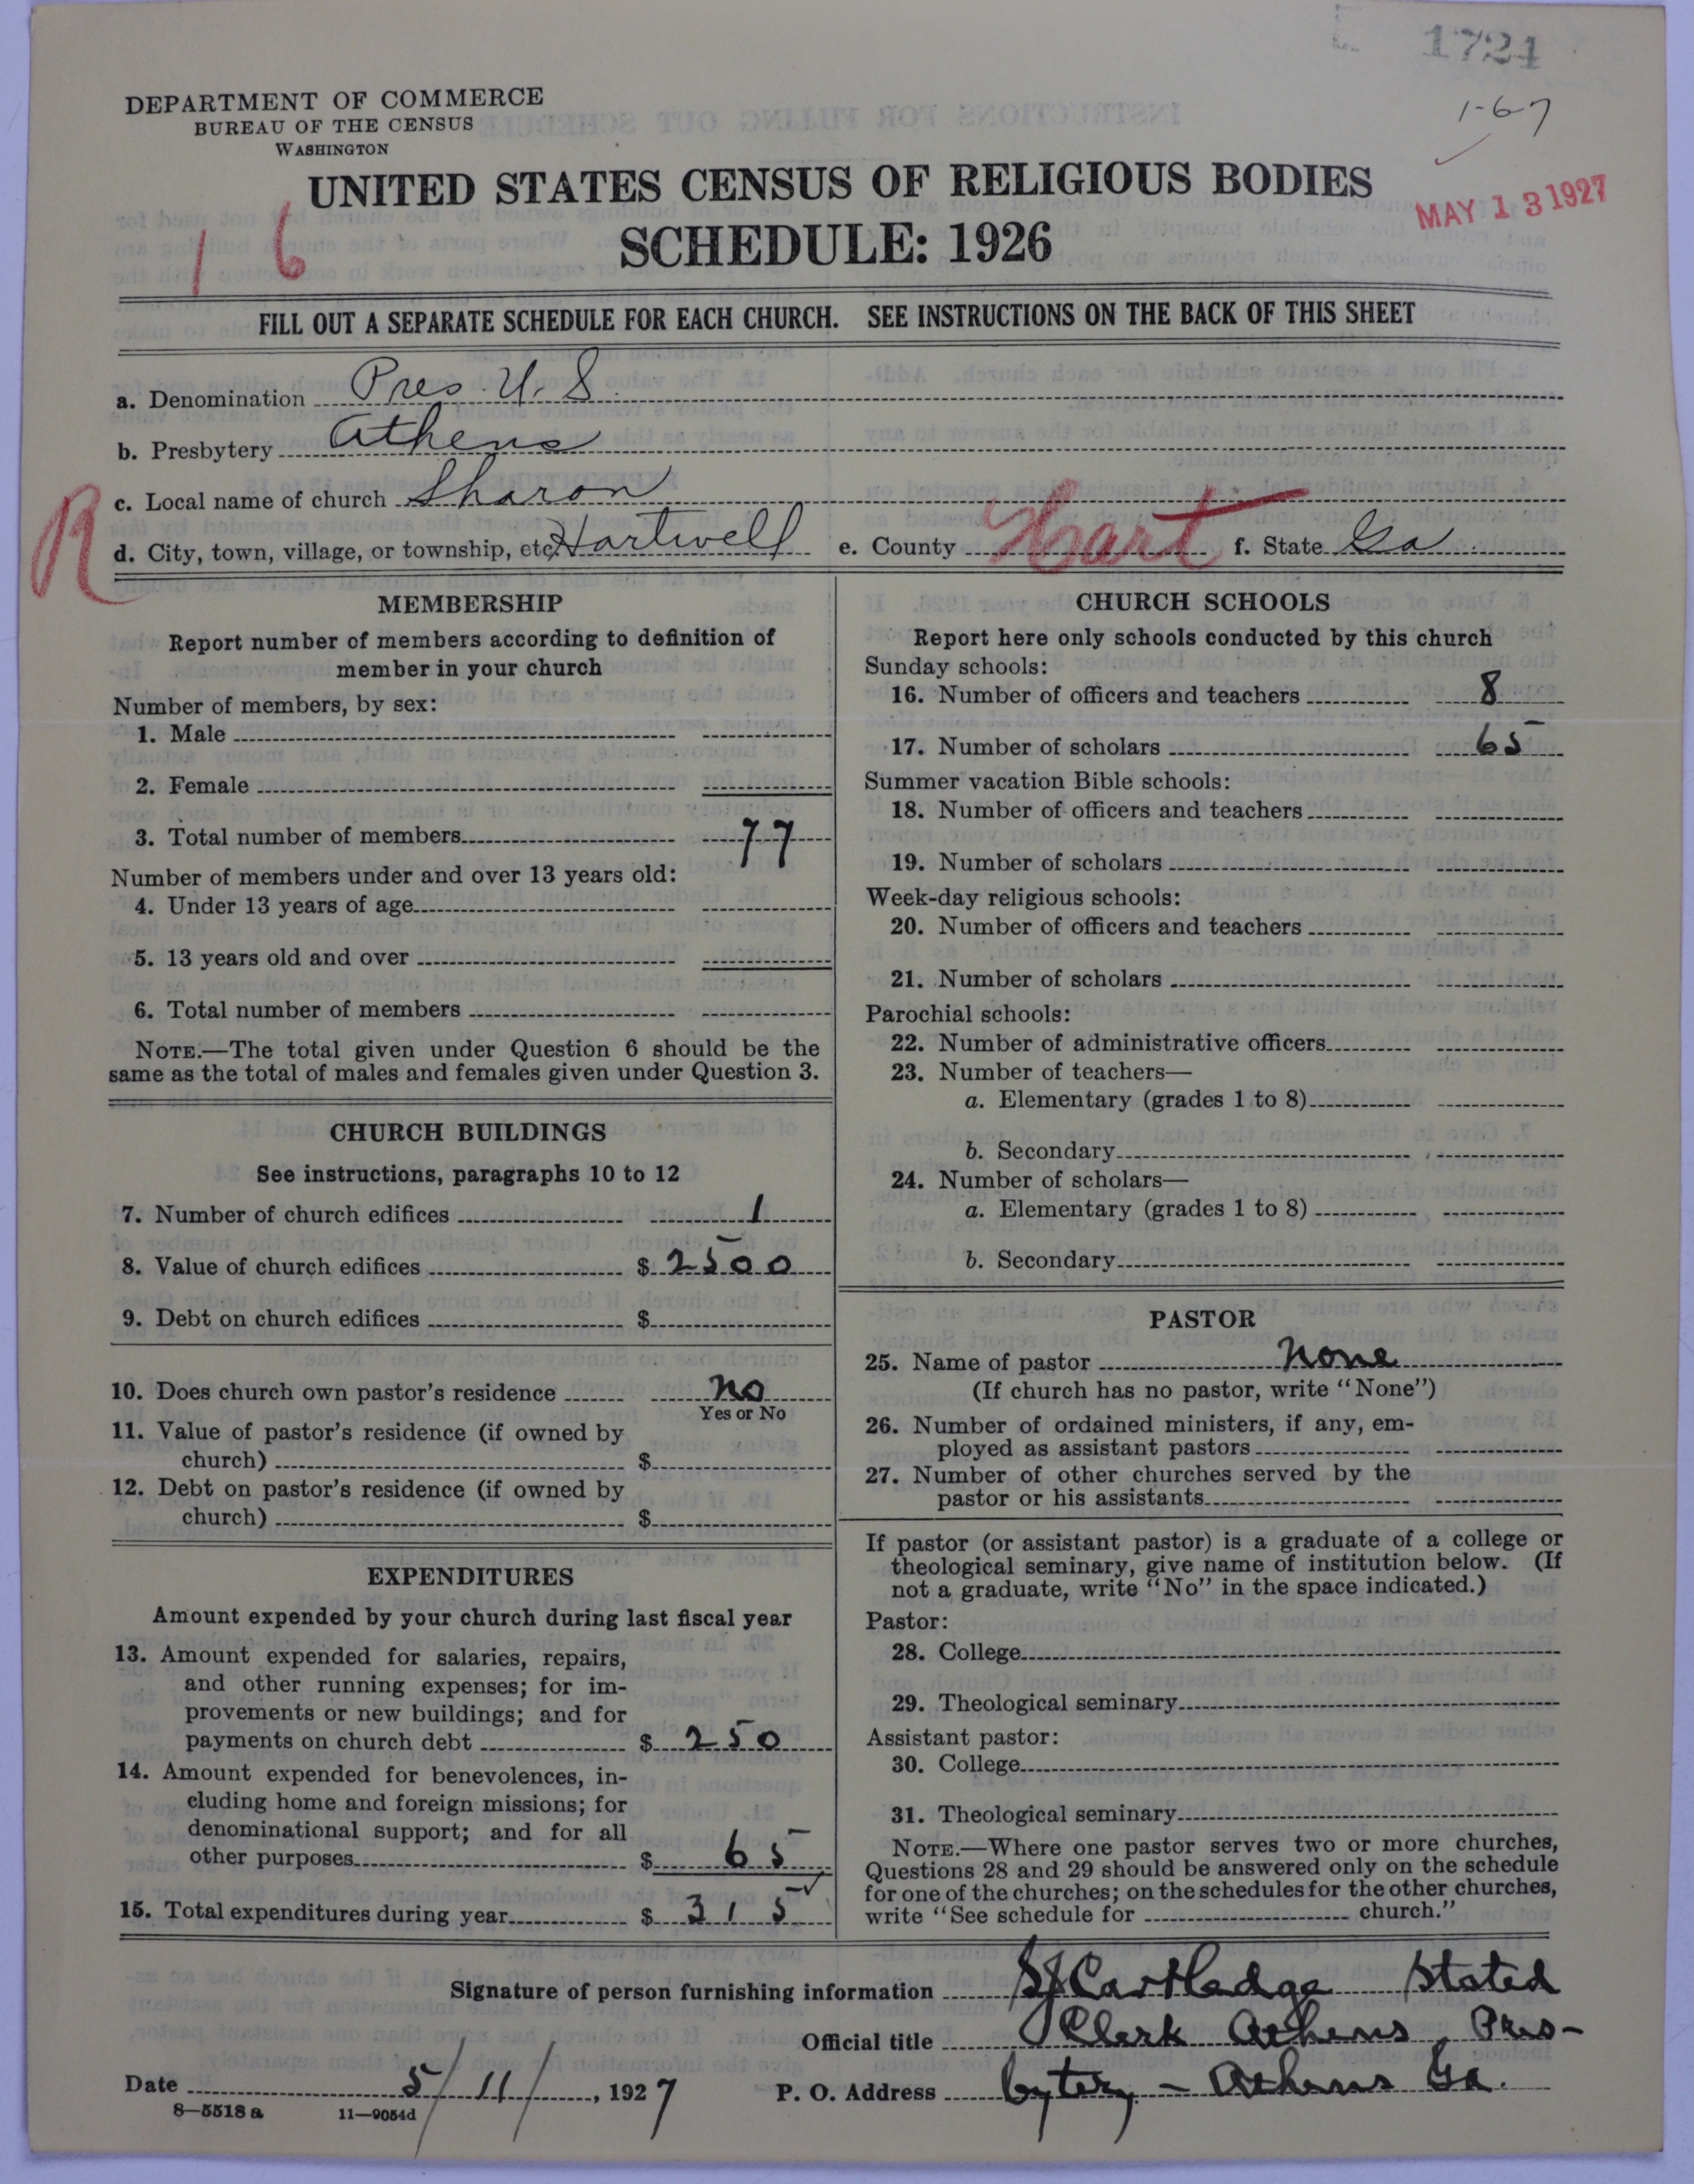 1724
1-67
DEPARTMENT OF COMMERCE
BUREAU OF THE CENSUS
WASHINGTON
UNITED STATES CENSUS OF RELIGIOUS BODIES
MAY 13 1927
16
SCHEDULE: 1926
FILL OUT A SEPARATE SCHEDULE FOR EACH CHURCH. SEE INSTRUCTIONS ON THE BACK OF THIS SHEET
a. Denomination Pres U.S.
b. Presbytery Athens
c. Local name of church Sharon
R
d. City, town, village, or township, etc. Hartwell e. County Hart f. State Ga
MEMBERSHIP
Report number of members according to definition of
member in your church
Number of members, by sex:
1. Male
2. Female
3. Total number of members 77
Number of members under and over 13 years old:
4. Under 13 years of age
5. 13 years old and over
6. Total number of members
NOTE.—The total given under Question 6 should be the
same as the total of males and females given under Question 3.
CHURCH BUILDINGS
See instructions, paragraphs 10 to 12
7. Number of church edifices 1
8. Value of church edifices $ 2500
9. Debt on church edifices $
10. Does church own pastor's residence no
Yes or No
11. Value of pastor's residence (if owned by
church) $
12. Debt on pastor's residence (if owned by
church) $
EXPENDITURES
Amount expended by your church during last fiscal year
13. Amount expended for salaries, repairs,
and other running expenses; for im-
provements or new buildings; and for
payments on church debt $ 250
14. Amount expended for benevolences, in-
cluding home and foreign missions; for
denominational support; and for all
other purposes $ 65
15. Total expenditures during year $ 315
CHURCH SCHOOLS
Report here only schools conducted by this church
Sunday schools:
16. Number of officers and teachers 8
17. Number of scholars 65
Summer vacation Bible schools:
18. Number of officers and teachers
19. Number of scholars
Week-day religious schools:
20. Number of officers and teachers
21. Number of scholars
Parochial schools:
22. Number of administrative officers
23. Number of teachers—
a. Elementary (grades 1 to 8)
b. Secondary
24. Number of scholars—
a. Elementary (grades 1 to 8)
b. Secondary
PASTOR
25. Name of pastor None
(If church has no pastor, write "None")
26. Number of ordained ministers, if any, em-
ployed as assistant pastors
27. Number of other churches served by the
pastor or his assistants
If pastor (or assistant pastor) is a graduate of a college or
theological seminary, give name of institution below. (If
not a graduate, write "No" in the space indicated.)
Pastor:
28. College
29. Theological seminary
Assistant pastor:
30. College
31. Theological seminary
NOTE.—Where one pastor serves two or more churches,
Questions 28 and 29 should be answered only on the schedule
for one of the churches; on the schedules for the other churches,
write "See schedule for church."
Signature of person furnishing information SJ Cartledge Stated
Official title Clerk Athens Pres-
Date 5/11/, 1927 P. O. Address bytery - Athens Ga.
8—5518 a 11—9054d